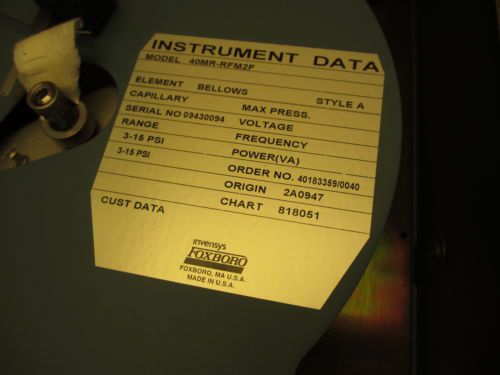 INSTRUMENT DATA
MODEL 40MR-RFM2F
ELEMENT BELLOWS STYLE A
CAPILLARY MAX PRESS.
SERIAL NO 09430094 VOLTAGE
RANGE FREQUENCY
3-15 PSI POWER(VA)
3-15 PSI ORDER NO. 40183359/0040
ORIGIN 2A0947
CUST DATA CHART 818051
invensys
FOXBORO
FOXBORO, MA U.S.A.
MADE IN U.S.A.